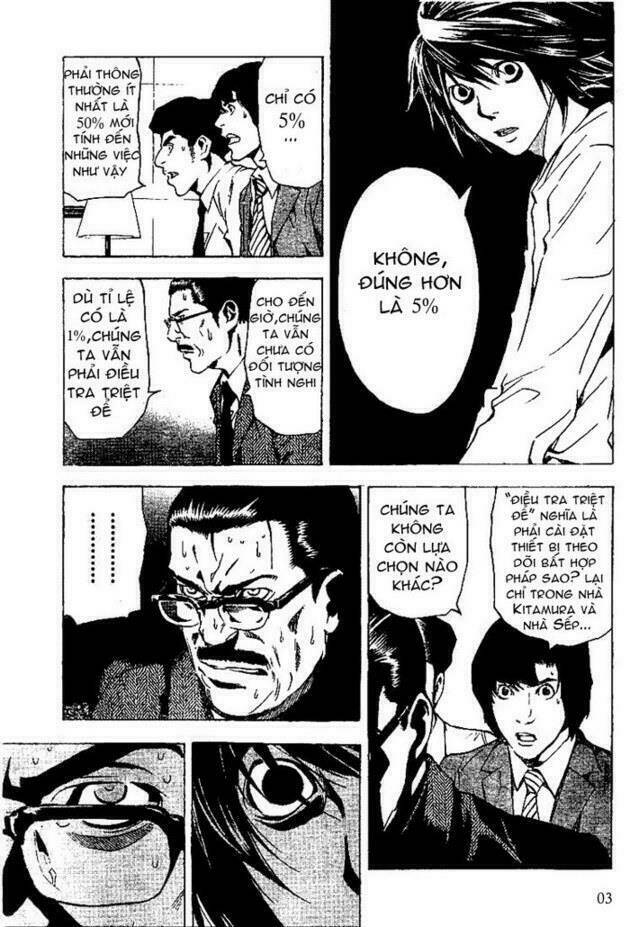 KHÔNG,
ĐÚNG HƠN
LÀ 5%
CHỈ CÓ
5%
...
PHẢI THÔNG
THƯỜNG ÍT
NHẤT LÀ
50% MỚI
TÍNH ĐẾN
NHỮNG VIỆC
NHƯ VẬY
CHO ĐẾN
GIỜ,CHÚNG
TA VẪN
CHƯA CÓ
ĐỐI TƯỢNG
TÌNH NGHI
DÙ TỈ LỆ
CÓ LÀ
1%,CHÚNG
TA VẪN
PHẢI ĐIỀU
TRA TRIỆT
ĐỂ
"ĐIỀU TRA TRIỆT
ĐỂ" NGHĨA LÀ
PHẢI CÀI ĐẶT
THIẾT BỊ THEO
DÕI BẤT HỢP
PHÁP SAO? LẠI
CHỈ TRONG NHÀ
KITAMURA VÀ
NHÀ SẾP...
CHÚNG TA
KHÔNG
CÒN LỰA
CHỌN NÀO
KHÁC?
........
........
03